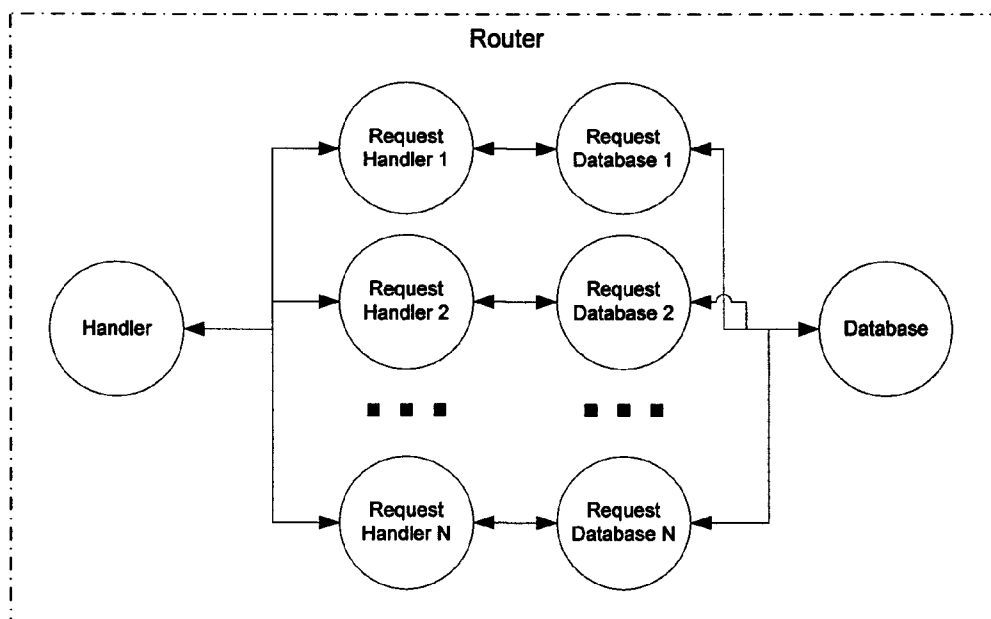 Router
Request
Handler 1
Request
Database 1
Request
Handler 2
Request
Database 2
Handler
Database
Request
Handler N
Request
Database N